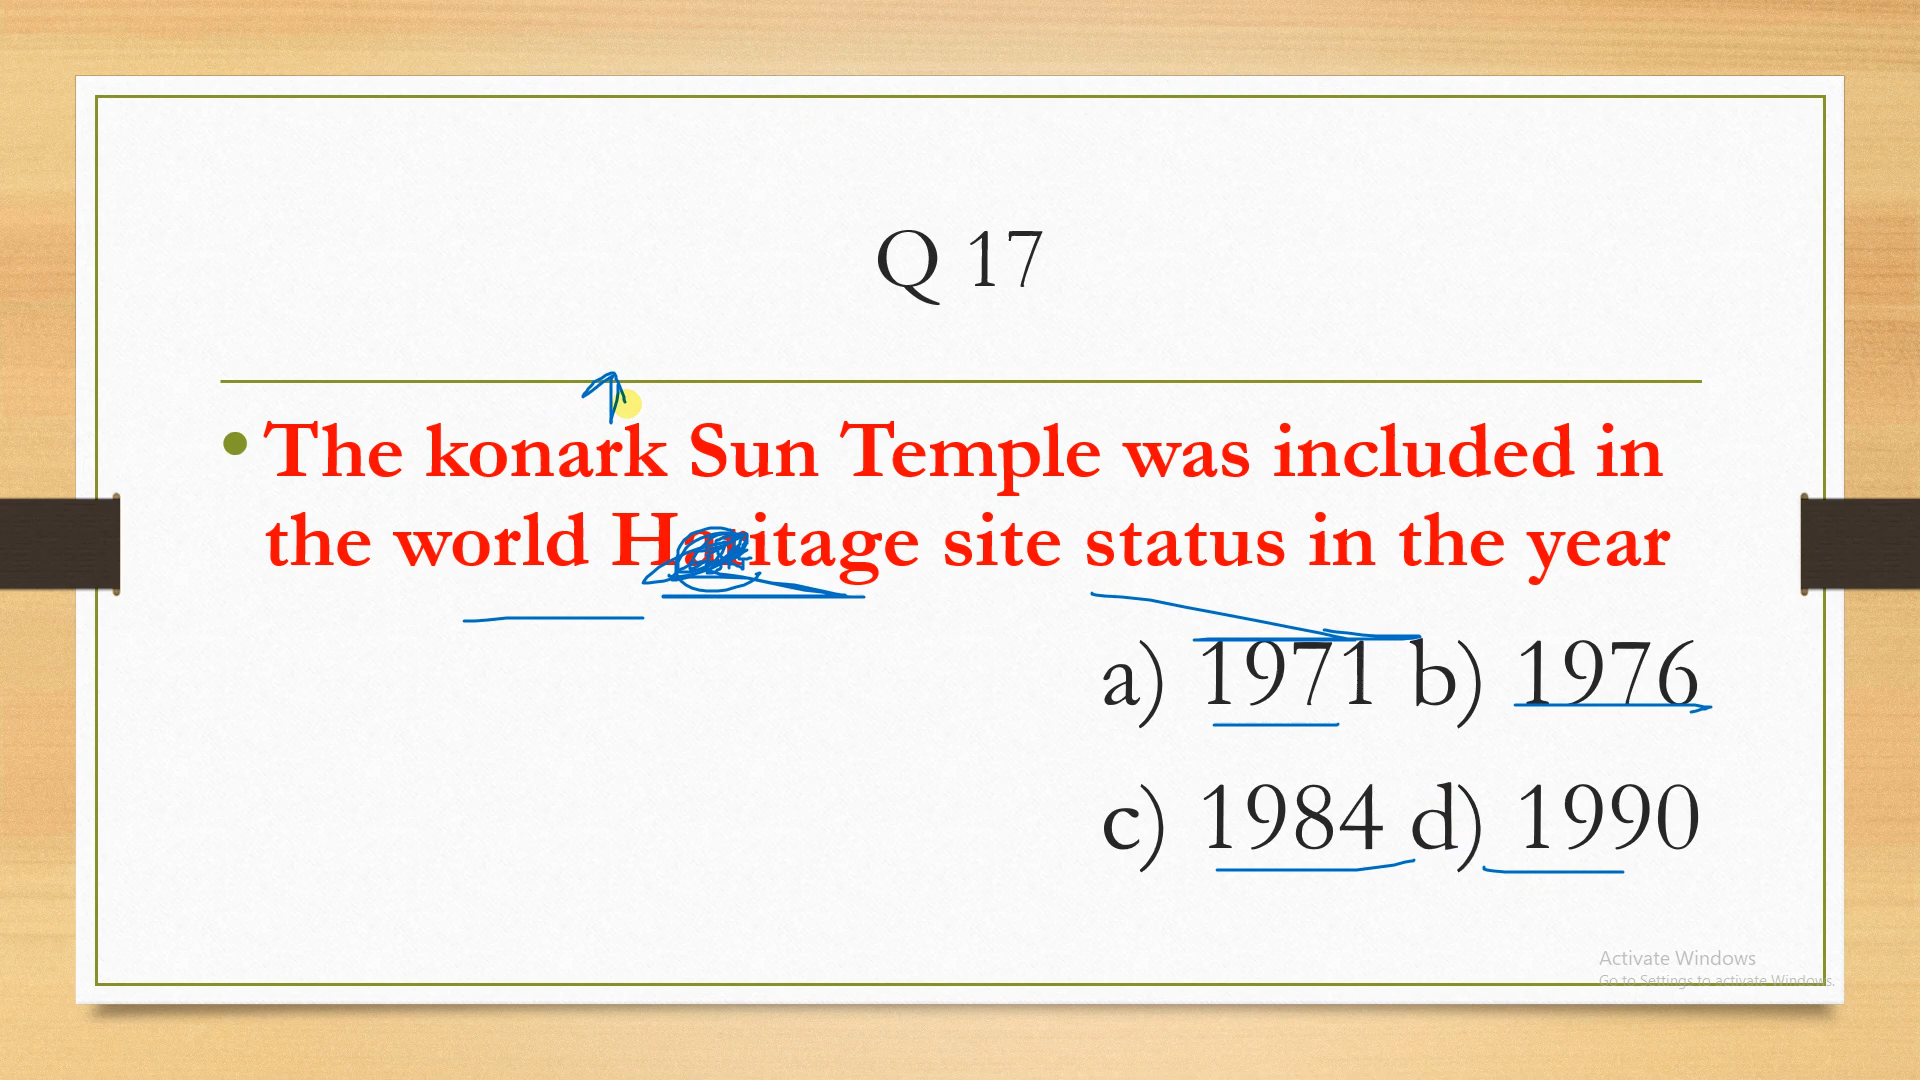 Q 17
• The konark Sun Temple was included in
the world Haritage site status in the year
a) 1971 b) 1976
c) 1984 d) 1990
Activate Windows
Go to Settings to activate Windows.